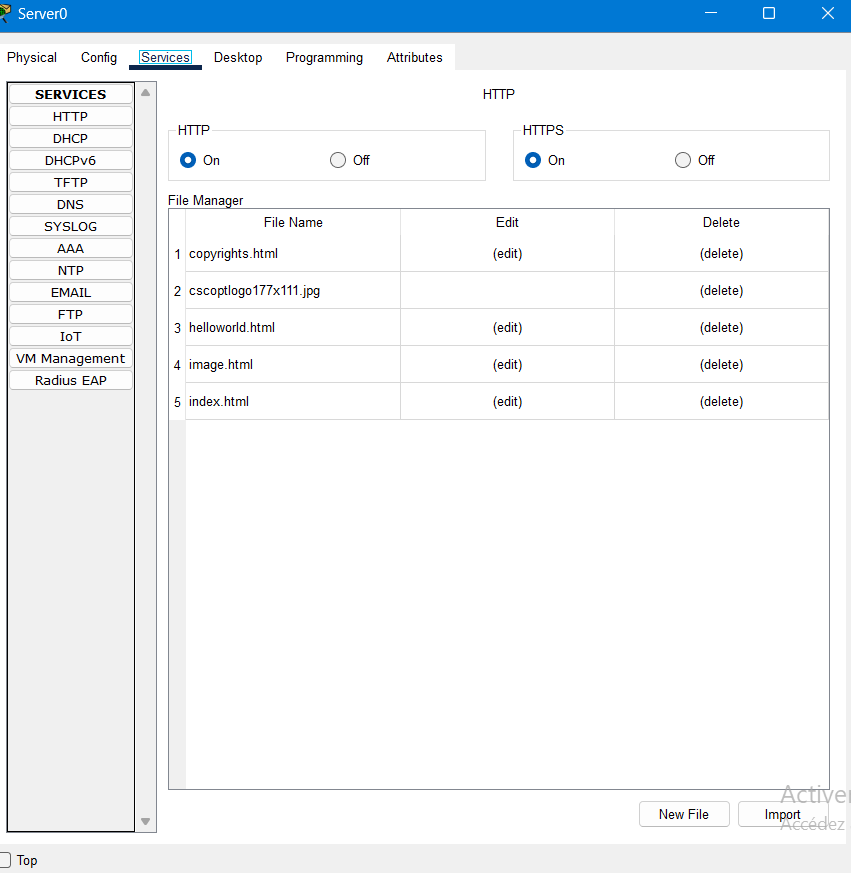 Server0
Physical Config Services Desktop Programming Attributes
SERVICES
HTTP
DHCP
DHCPv6
TFTP
DNS
SYSLOG
AAA
NTP
EMAIL
FTP
IoT
VM Management
Radius EAP
HTTP
HTTP
On Off
HTTPS
On Off
File Manager
File Name Edit Delete
1 copyrights.html (edit) (delete)
2 cscoptlogo177x111.jpg (delete)
3 helloworld.html (edit) (delete)
4 image.html (edit) (delete)
5 index.html (edit) (delete)
New File Import
Activer
Accédez
Top